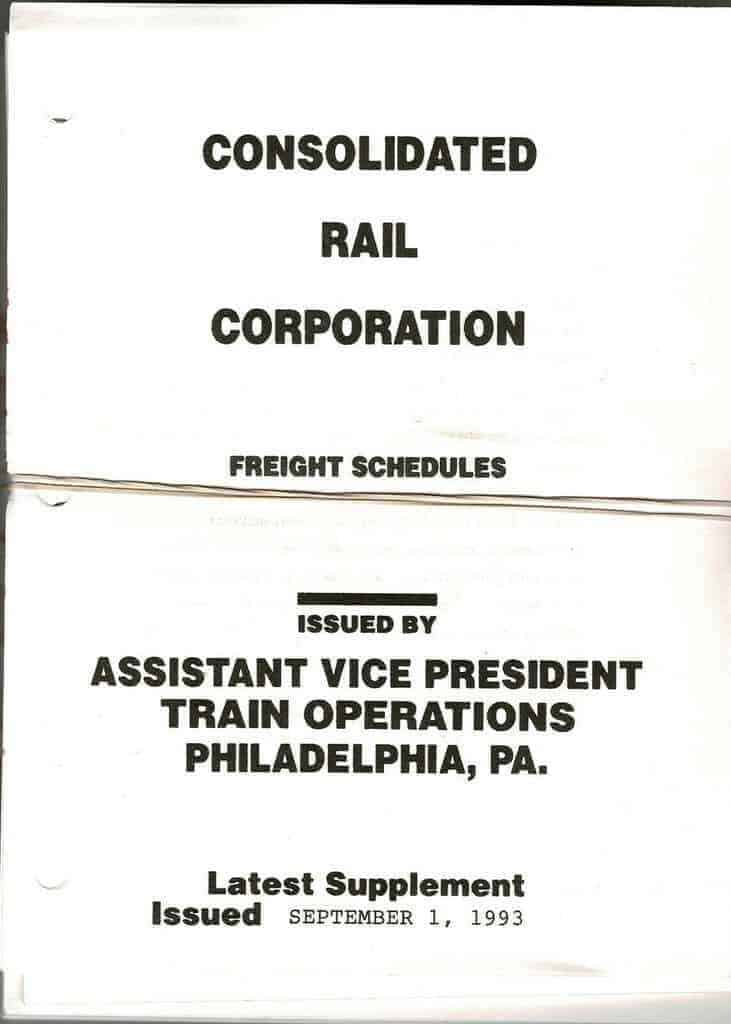 CONSOLIDATED
RAIL
CORPORATION
FREIGHT SCHEDULES
ISSUED BY
ASSISTANT VICE PRESIDENT
TRAIN OPERATIONS
PHILADELPHIA, PA.
Latest Supplement
Issued SEPTEMBER 1, 1993